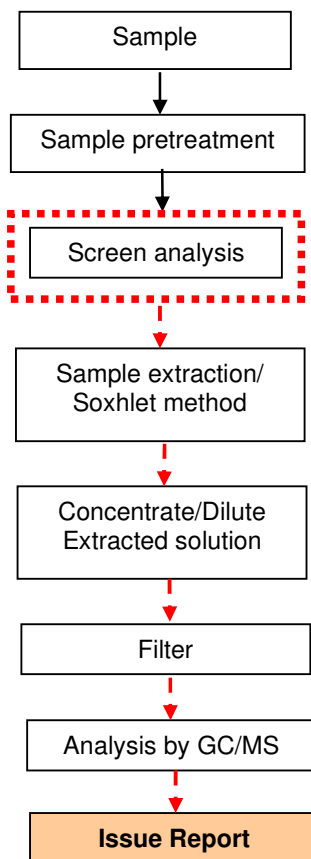 Sample
Sample pretreatment
Screen analysis
Sample extraction/
Soxhlet method
Concentrate/Dilute
Extracted solution
Filter
Analysis by GC/MS
Issue Report